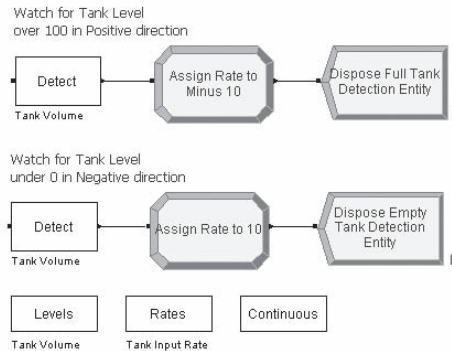 Watch for Tank Level
over 100 in Positive direction
Detect
Tank Volume
Assign Rate to
Minus 10
Dispose Full Tank
Detection Entity
Watch for Tank Level
under 0 in Negative direction
Detect
Tank Volume
Assign Rate to 10
Dispose Empty
Tank Detection
Entity
Levels
Tank Volume
Rates
Tank Input Rate
Continuous